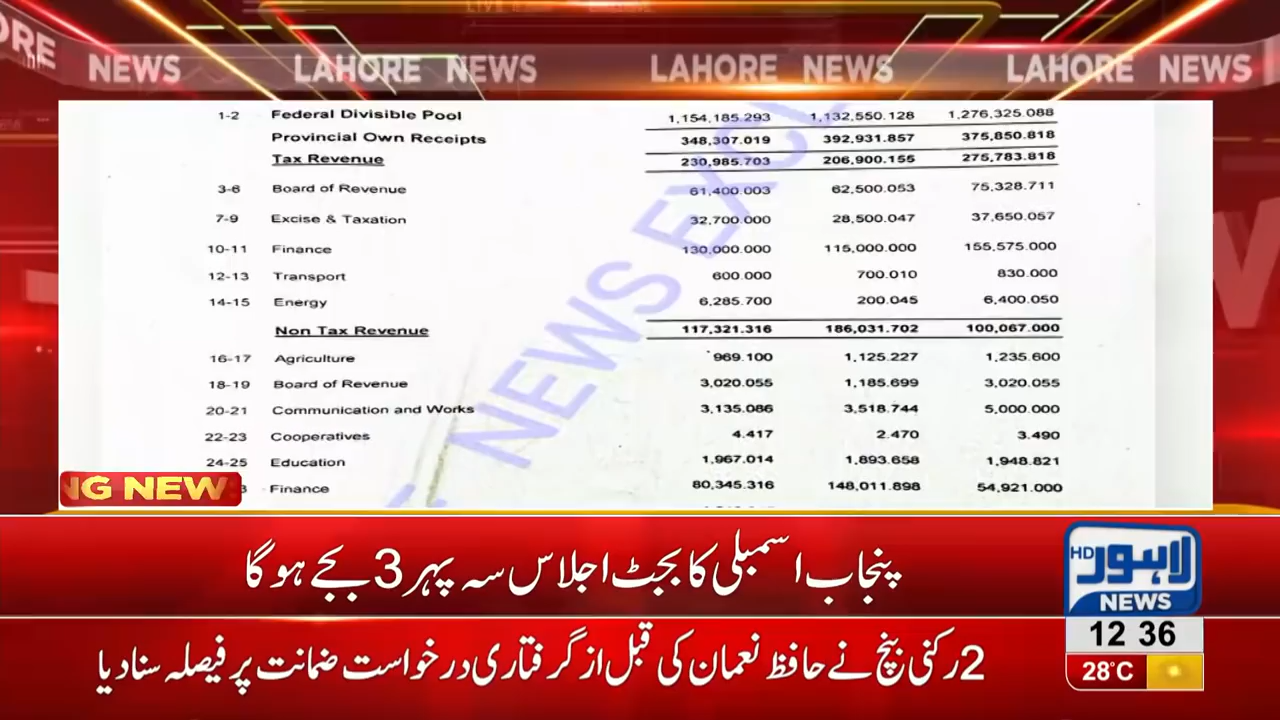 LAHORE NEWS LAHORE NEWS LAHORE NEWS
1-2 Federal Divisible Pool 1,154,185.293 1,132,550.128 1,276,325.088
Provincial Own Receipts 348,307.019 392,931.857 375,850.818
Tax Revenue 230,985.703 206,900.155 275,783.818
3-6 Board of Revenue 61,400.003 62,500.053 75,328.711
7-9 Excise & Taxation 32,700.000 28,500.047 37,650.057
10-11 Finance 130,000.000 115,000.000 155,575.000
12-13 Transport 600.000 700.010 830.000
14-15 Energy 6,285.700 200.045 6,400.050
Non Tax Revenue 117,321.316 186,031.702 100,067.000
16-17 Agriculture 969.100 1,125.227 1,235.600
18-19 Board of Revenue 3,020.055 1,185.699 3,020.055
20-21 Communication and Works 3,135.086 3,518.744 5,000.000
22-23 Cooperatives 4.417 2.470 3.490
24-25 Education 1,967.014 1,893.658 1,948.821
Finance 80,345.316 148,011.898 54,921.000
NEWS EXCL
NG NEW
پنجاب اسمبلی کا بجٹ اجلاس سہ پہر 3 بجے ہو گا
2 رکنی بنچ نے حافظ نعمان کی قبل از گرفتاری درخواست ضمانت پر فیصلہ سنا دیا
HD لاہور
NEWS
12 36
28°C